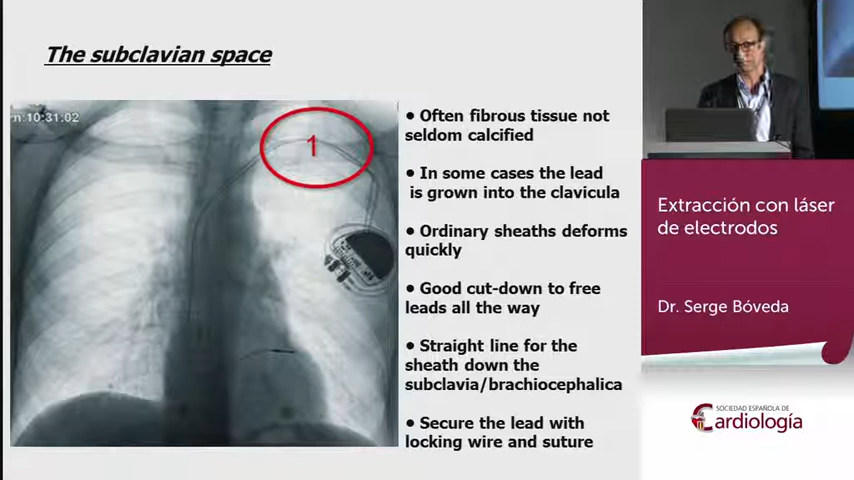 The subclavian space
n: 10:31:02
1
● Often fibrous tissue not
seldom calcified
● In some cases the lead
is grown into the clavicula
● Ordinary sheaths deforms
quickly
● Good cut-down to free
leads all the way
● Straight line for the
sheath down the
subclavia/brachiocephalica
● Secure the lead with
locking wire and suture
Extracción con láser
de electrodos
Dr. Serge Bóveda
SOCIEDAD ESPAÑOLA DE
Cardiología